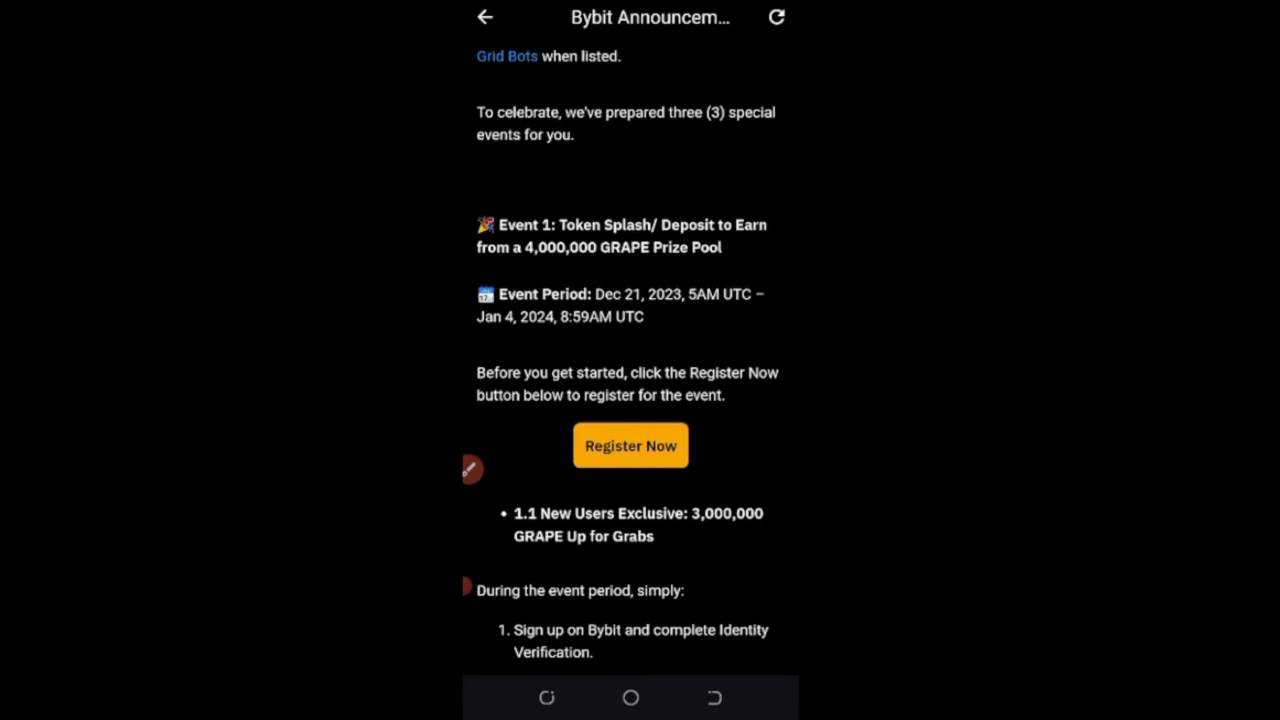 Bybit Announcem...
Grid Bots when listed.
To celebrate, we've prepared three (3) special
events for you.
🎉 Event 1: Token Splash/ Deposit to Earn
from a 4,000,000 GRAPE Prize Pool
📅 Event Period: Dec 21, 2023, 5AM UTC –
Jan 4, 2024, 8:59AM UTC
Before you get started, click the Register Now
button below to register for the event.
Register Now
• 1.1 New Users Exclusive: 3,000,000
GRAPE Up for Grabs
During the event period, simply:
1. Sign up on Bybit and complete Identity
Verification.